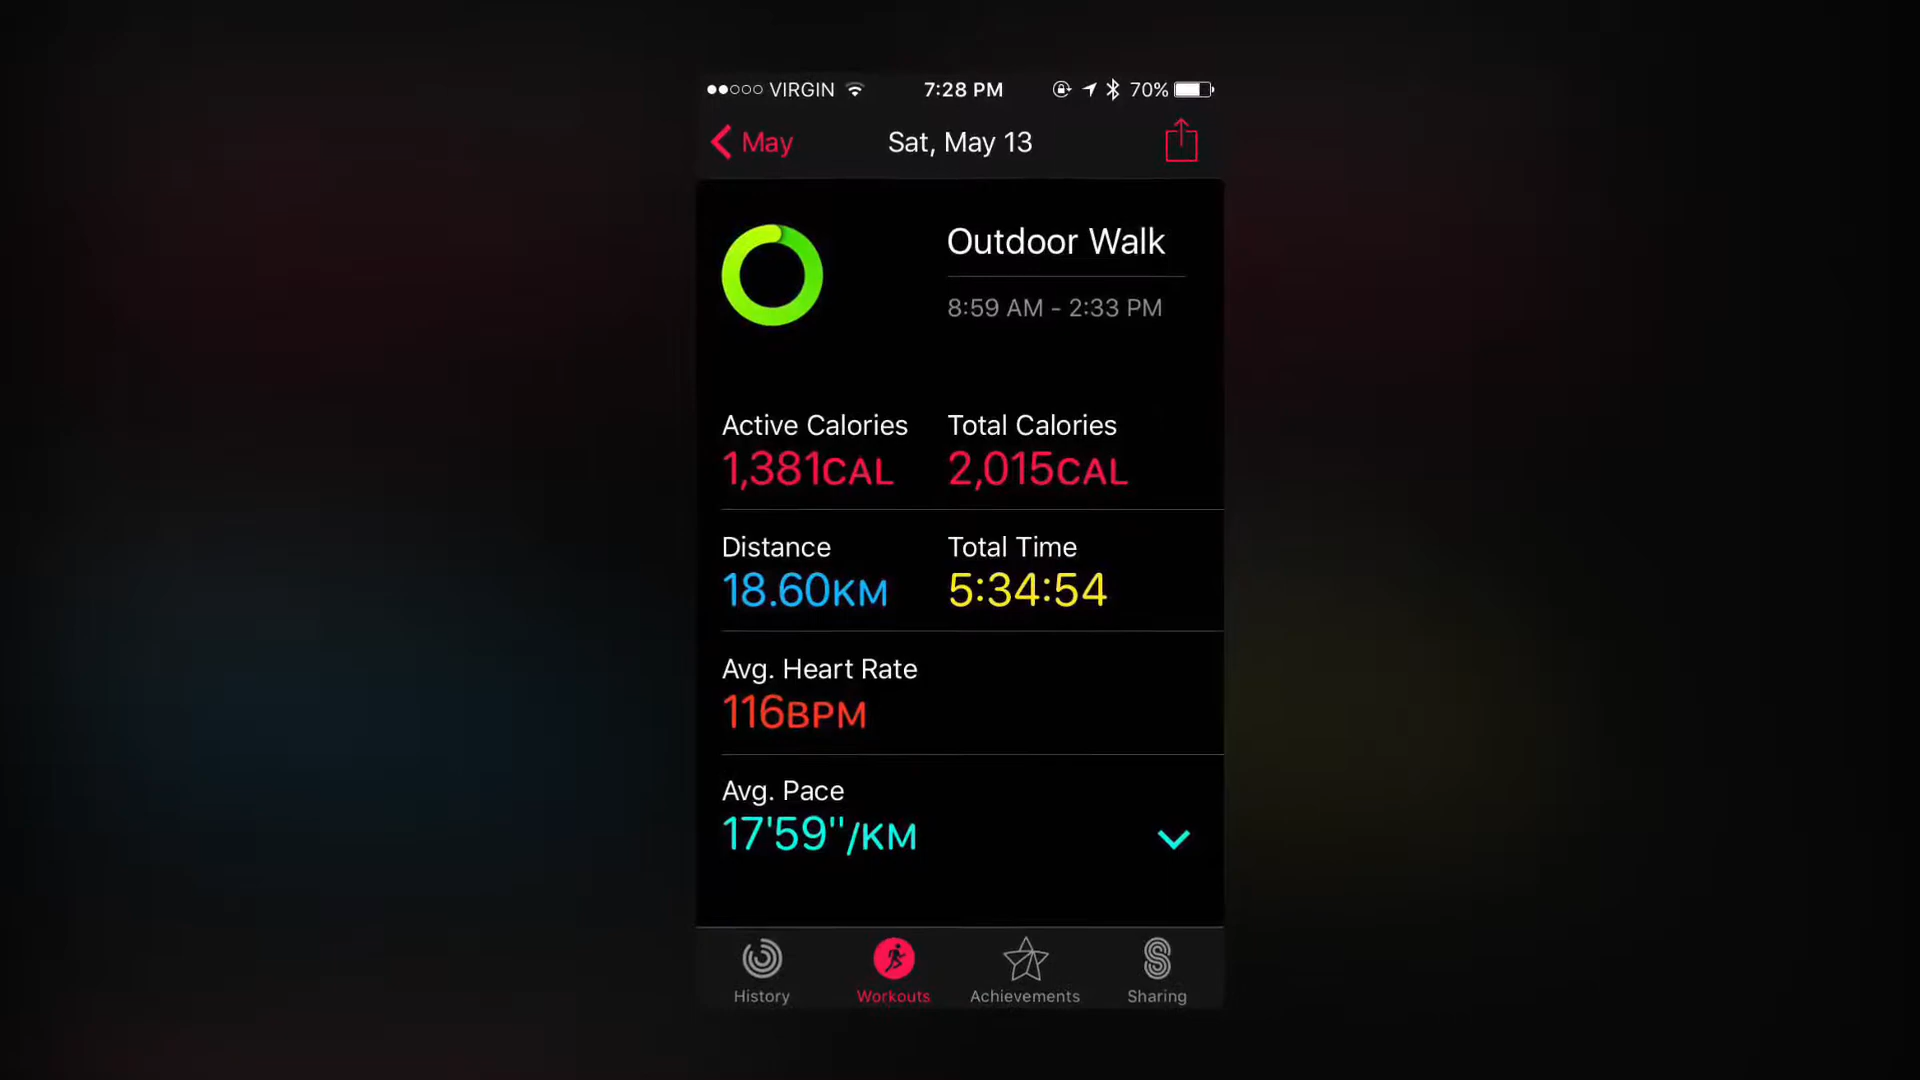 VIRGIN 7:28 PM 70%
May Sat, May 13
Outdoor Walk
8:59 AM - 2:33 PM
Active Calories Total Calories
1,381CAL 2,015CAL
Distance Total Time
18.60KM 5:34:54
Avg. Heart Rate
116BPM
Avg. Pace
17'59"/KM
History Workouts Achievements Sharing